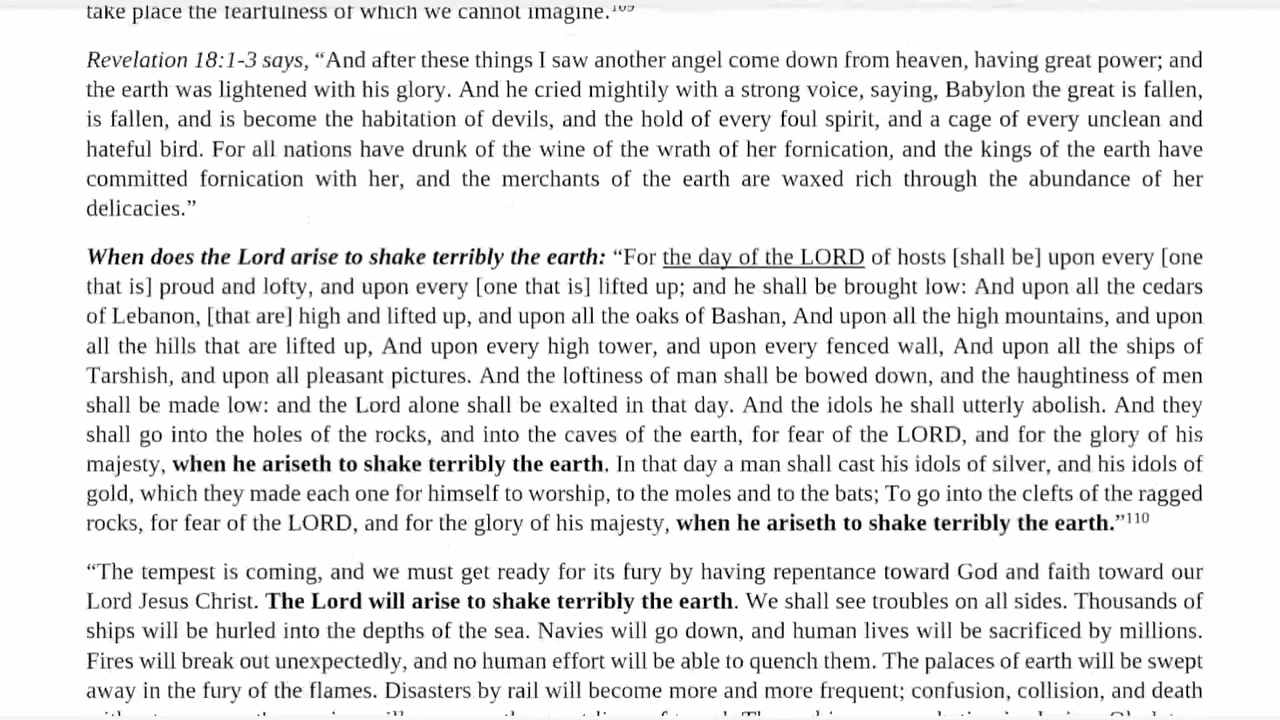 take place the fearfulness of which we cannot imagine.109
Revelation 18:1-3 says, “And after these things I saw another angel come down from heaven, having great power; and
the earth was lightened with his glory. And he cried mightily with a strong voice, saying, Babylon the great is fallen,
is fallen, and is become the habitation of devils, and the hold of every foul spirit, and a cage of every unclean and
hateful bird. For all nations have drunk of the wine of the wrath of her fornication, and the kings of the earth have
committed fornication with her, and the merchants of the earth are waxed rich through the abundance of her
delicacies.”
When does the Lord arise to shake terribly the earth: “For the day of the LORD of hosts [shall be] upon every [one
that is] proud and lofty, and upon every [one that is] lifted up; and he shall be brought low: And upon all the cedars
of Lebanon, [that are] high and lifted up, and upon all the oaks of Bashan, And upon all the high mountains, and upon
all the hills that are lifted up, And upon every high tower, and upon every fenced wall, And upon all the ships of
Tarshish, and upon all pleasant pictures. And the loftiness of man shall be bowed down, and the haughtiness of men
shall be made low: and the Lord alone shall be exalted in that day. And the idols he shall utterly abolish. And they
shall go into the holes of the rocks, and into the caves of the earth, for fear of the LORD, and for the glory of his
majesty, when he ariseth to shake terribly the earth. In that day a man shall cast his idols of silver, and his idols of
gold, which they made each one for himself to worship, to the moles and to the bats; To go into the clefts of the ragged
rocks, for fear of the LORD, and for the glory of his majesty, when he ariseth to shake terribly the earth.”110
“The tempest is coming, and we must get ready for its fury by having repentance toward God and faith toward our
Lord Jesus Christ. The Lord will arise to shake terribly the earth. We shall see troubles on all sides. Thousands of
ships will be hurled into the depths of the sea. Navies will go down, and human lives will be sacrificed by millions.
Fires will break out unexpectedly, and no human effort will be able to quench them. The palaces of earth will be swept
away in the fury of the flames. Disasters by rail will become more and more frequent; confusion, collision, and death